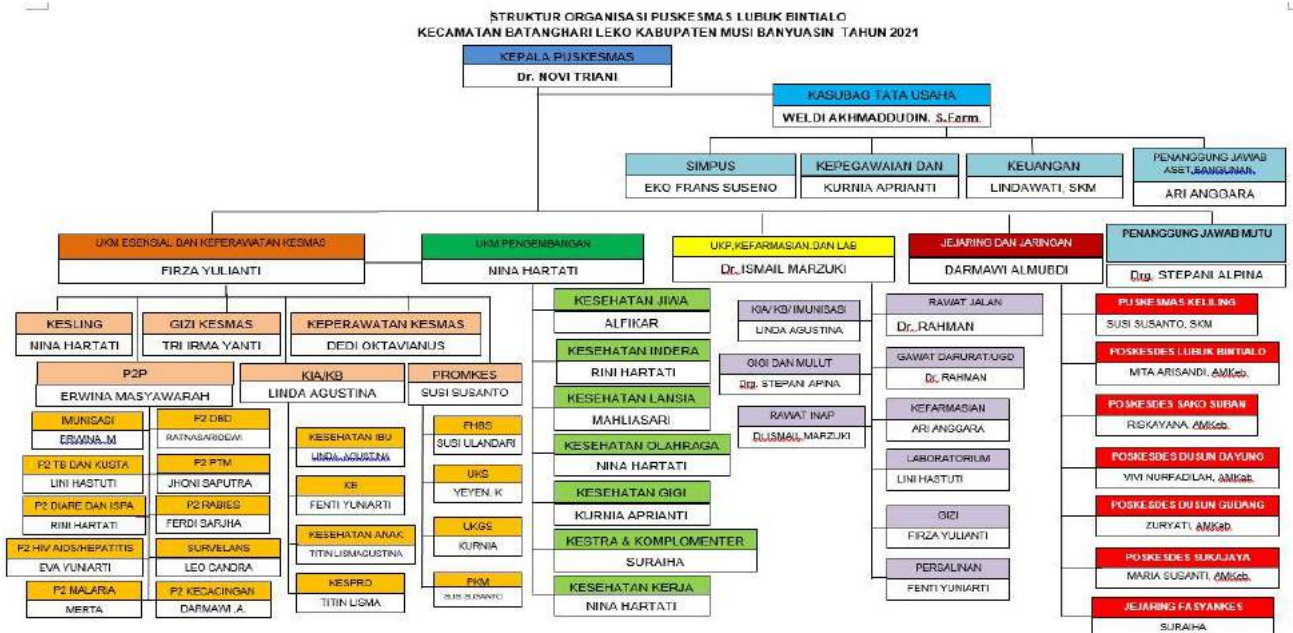 STRUKTUR ORGANISASI PUSKESMAS LUBUK BINTIALO
KECAMATAN BATANGHARI LEKO KABUPATEN MUSI BANYUASIN TAHUN 2021
KEPALA PUSKESMAS
Dr. NOVI TRIANI
KASUBAG TATA USAHA
WELDI AKHMADDUDIN. S.Farm
SIMPUS
EKO FRANS SUSENO
KEPEGAWAIAN DAN
KURNIA APRIANTI
KEUANGAN
LINDAWATI, SKM
PENANGGUNG JAWAB
ASET,BANGUNAN,
ARI ANGGARA
UKM ESENSIAL DAN KEPERAWATAN KESMAS
FIRZA YULIANTI
UKM PENGEMBANGAN
NINA HARTATI
UKP,KEFARMASIAN.DAN LAB
Dr. ISMAIL MARZUKI
JEJARING DAN JARINGAN
DARMAWI ALMUBDI
PENANGGUNG JAWAB MUTU
Drg. STEPANI ALPINA
KESLING
NINA HARTATI
GIZI KESMAS
TRI IRMA YANTI
KEPERAWATAN KESMAS
DEDI OKTAVIANUS
P2P
ERWINA MASYAWARAH
KIA/KB
LINDA AGUSTINA
PROMKES
SUSI SUSANTO
IMUNISASI
ERWINA. M
P2 TB DAN KUSTA
LINI HASTUTI
P2 DIARE DAN ISPA
RINI HARTATI
P2 HIV AIDS/HEPATITIS
EVA YUNIARTI
P2 MALARIA
MERTA
P2 DBD
RATNASARI DEWI
P2 PTM
JHONI SAPUTRA
P2 RABIES
FERDI SARJHA
SURVELANS
LEO CANDRA
P2 KECACINGAN
DARMAWI .A.
KESEHATAN IBU
LINDA AGUSTINA
KB
FENTI YUNIARTI
KESEHATAN ANAK
TITIN LISMAGUSTINA
KESPRO
TITIN LISMA
PHBS
SUSI ULANDARI
UKS
YEYEN. K
UKGS
KURNIA
PKM
SUSI SUSANTO
KESEHATAN JIWA
ALFIKAR
KESEHATAN INDERA
RINI HARTATI
KESEHATAN LANSIA
MAHLIASARI
KESEHATAN OLAHRAGA
NINA HARTATI
KESEHATAN GIGI
KURNIA APRIANTI
KESTRA & KOMPLOMENTER
SURAIHA
KESEHATAN KERJA
NINA HARTATI
KIA/ KB/ IMUNISASI
LINDA AGUSTINA
GIGI DAN MULUT
Drg. STEPANI APINA
RAWAT INAP
Dr.ISMAIL MARZUKI
RAWAT JALAN
Dr. RAHMAN
GAWAT DARURAT/UGD
Dr. RAHMAN
KEFARMASIAN
ARI ANGGARA
LABORATORIUM
LINI HASTUTI
GIZI
FIRZA YULIANTI
PERSALINAN
FENTI YUNIARTI
PUSKESMAS KELILING
SUSI SUSANTO, SKM
POSKESDES LUBUK BINTIALO
MITA ARISANDI, AMKeb.
POSKESDES SAKO SUBAN
RISKAYANA, AMKeb.
POSKESDES DUSUN DAYUNG
VIVI NURFADILAH, AMKeb.
POSKESDES DUSUN GUDANG
ZURYATI, AMKeb.
POSKESDES SUKAJAYA
MARIA SUSANTI, AMKeb.
JEJARING FASYANKES
SURAIHA